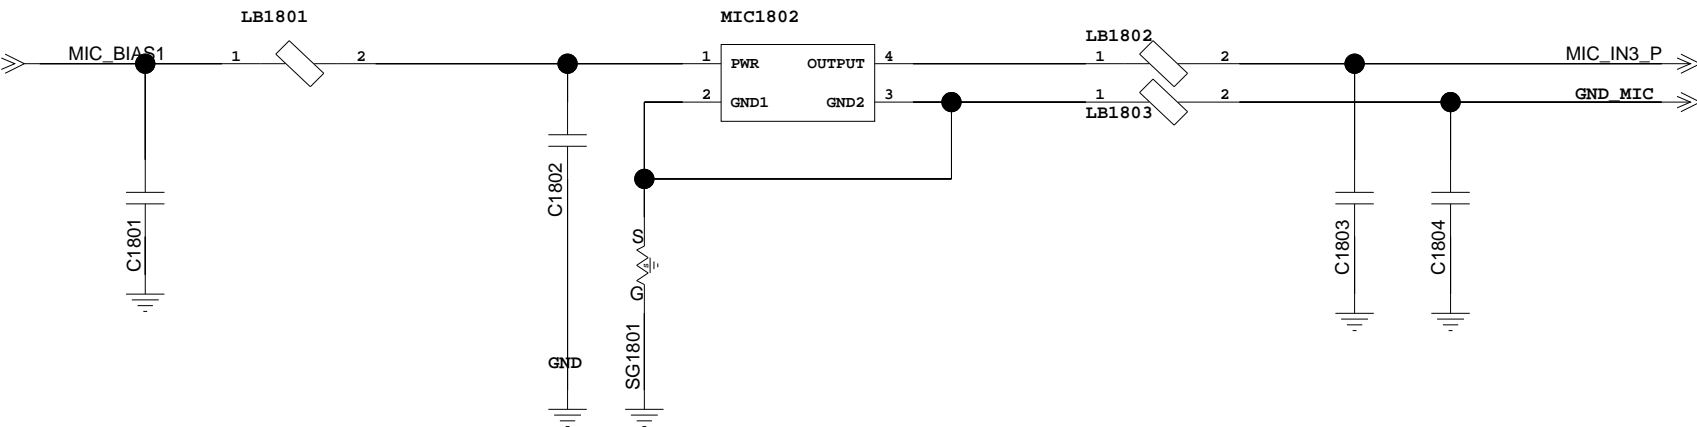 LB1801
MIC1802
LB1802
MIC_BIAS1
1
2
1
PWR
OUTPUT
4
1
2
MIC_IN3_P
2
GND1
GND2
3
1
2
GND_MIC
LB1803
C1801
C1802
S
G
SG1801
GND
C1803
C1804